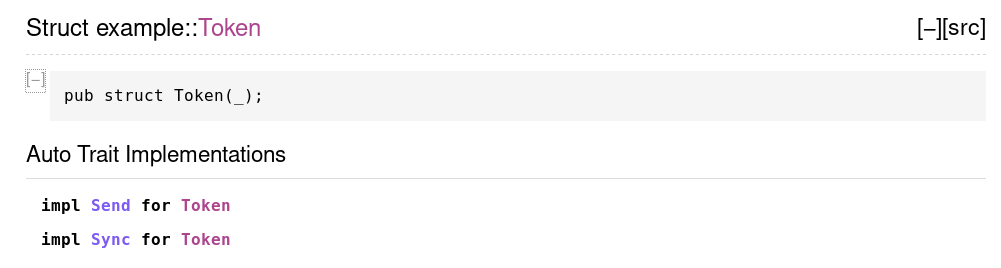 Struct example::Token [−][src]
[−]
pub struct Token(_);
Auto Trait Implementations
impl Send for Token
impl Sync for Token